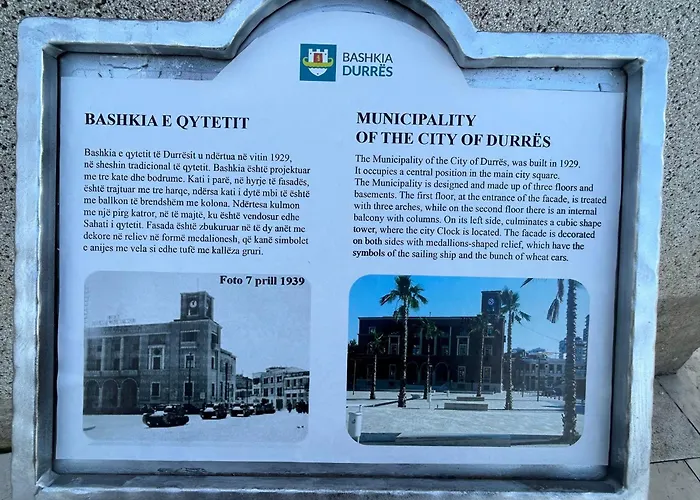 BASHKIA
DURRËS
BASHKIA E QYTETIT
Bashkia e qytetit të Durrësit u ndërtua në vitin 1929,
në sheshin tradicional të qytetit. Bashkia është projektuar
me tre kate dhe bodrume. Kati i parë, në hyrje të fasadës,
është trajtuar me tre harqe, ndërsa kati i dytë mbi të është
me ballkon të brendshëm me kolona. Ndërtesa kulmon
me një pirg katror, në të majtë, ku është vendosur edhe
Sahati i qytetit. Fasada është zbukuruar në të dy anët me
dekore në reliev në formë medalionesh, që kanë simbolet
e anijes me vela si edhe tufë me kallëza gruri.
Foto 7 prill 1939
MUNICIPALITY
OF THE CITY OF DURRËS
The Municipality of the City of Durrës, was built in 1929.
It occupies a central position in the main city square.
The Municipality is designed and made up of three floors and
basements. The first floor, at the entrance of the facade, is treated
with three arches, while on the second floor there is an internal
balcony with columns. On its left side, culminates a cubic shape
tower, where the city Clock is located. The facade is decorated
on both sides with medallions-shaped relief, which have the
symbols of the sailing ship and the bunch of wheat cars.